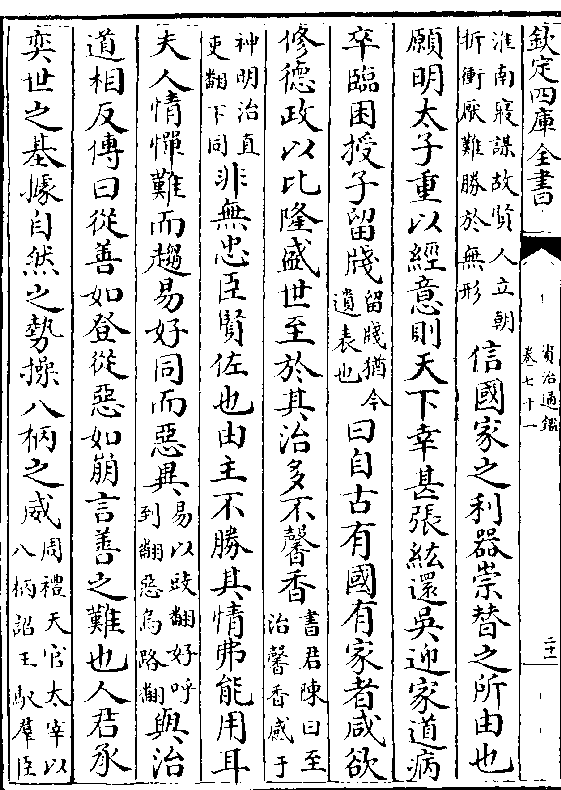 欽定四庫全書
資治通鑑
卷七十一
二十一
淮南寢謀故賢人立朝
折衝厭難勝於無形
信國家之利器崇替之所由也
願明太子重以經意則天下幸甚張紘還吳迎家道病
卒臨困授子留牋
留牋猶今
遺表也
曰自古有國有家者咸欲
修德政以比隆盛世至於其治多不馨香
書君陳曰至
治馨香感于
神明治直
吏翻下同
非無忠臣賢佐也由主不勝其情弗能用耳
夫人情憚難而趨易好同而惡異
易以豉翻好呼
到翻惡烏路翻
與治
道相反傳曰從善如登從惡如崩言善之難也人君承
奕世之基據自然之勢操八柄之威
周禮天官太宰以
八柄詔王馭羣臣